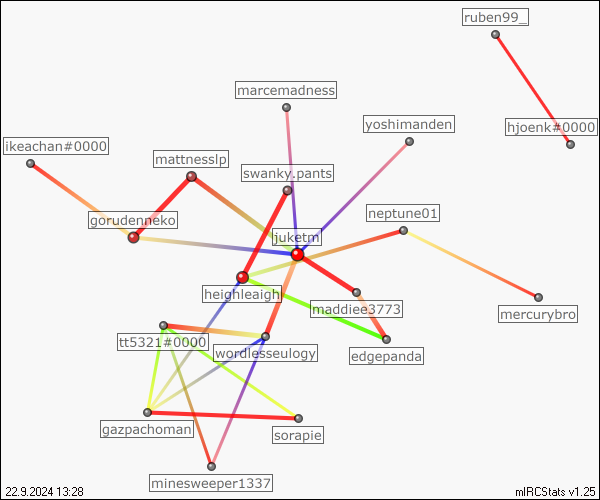 ruben99_
marcemadness
yoshimanden
hjoenk#0000
ikeachan#0000
mattnesslp
swanky.pants
gorudenneko
neptune01
juketm
heighleaigh
maddiee3773
mercurybro
tt5321#0000
wordlesseulogy
edgepanda
gazpachoman
sorapie
minesweeper1337
22.9.2024 13:28
mIRCStats v1.25